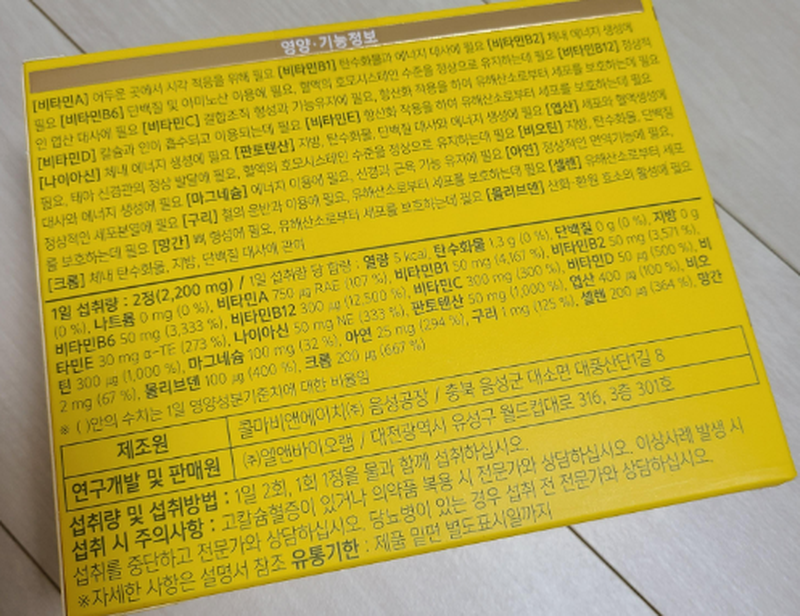 영양·기능정보
[비타민A] 어두운 곳에서 시각 적응을 위해 필요 [비타민B1] 탄수화물과 에너지 대사에 필요 [비타민B2] 체내 에너지 생성에
필요 [비타민B6] 단백질 및 아미노산 이용에 필요, 혈액의 호모시스테인 수준을 정상으로 유지하는데 필요 [비타민B12] 정상적
인 엽산 대사에 필요 [비타민C] 결합조직 형성과 기능유지에 필요, 항산화 작용을 하여 유해산소로부터 세포를 보호하는데 필요
[비타민D] 칼슘과 인이 흡수되고 이용되는데 필요 [비타민E] 항산화 작용을 하여 유해산소로부터 세포를 보호하는데 필요
[나이아신] 체내 에너지 생성에 필요 [판토텐산] 지방, 탄수화물, 단백질 대사와 에너지 생성에 필요 [엽산] 세포와 혈액생성에
필요, 태아 신경관의 정상 발달에 필요, 혈액의 호모시스테인 수준을 정상으로 유지하는데 필요 [비오틴] 지방, 탄수화물, 단백질
대사와 에너지 생성에 필요 [마그네슘] 에너지 이용에 필요, 신경과 근육 기능 유지에 필요 [아연] 정상적인 면역기능에 필요,
정상적인 세포분열에 필요 [구리] 철의 운반과 이용에 필요, 유해산소로부터 세포를 보호하는데 필요 [셀렌] 유해산소로부터 세포
를 보호하는데 필요 [망간] 뼈 형성에 필요, 유해산소로부터 세포를 보호하는데 필요 [몰리브덴] 산화·환원 효소의 활성에 필요
[크롬] 체내 탄수화물, 지방, 단백질 대사에 관여
1일 섭취량 : 2정(2,200 mg) / 1일 섭취량 당 함량 : 열량 5 kcal, 탄수화물 1.3 g (0 %), 단백질 0 g (0 %), 지방 0 g
(0 %), 나트륨 0 mg (0 %), 비타민A 750 μg RAE (107 %), 비타민B1 50 mg (4,167 %), 비타민B2 50 mg (3,571 %),
비타민B6 50 mg (3,333 %), 비타민B12 300 μg (12,500 %), 비타민C 300 mg (300 %), 비타민D 50 μg (500 %), 비
타민E 30 mg α-TE (273 %), 나이아신 50 mg NE (333 %), 판토텐산 50 mg (1,000 %), 엽산 400 μg (100 %), 비오
틴 300 μg (1,000 %), 마그네슘 100 mg (32 %), 아연 25 mg (294 %), 구리 1 mg (125 %), 셀렌 200 μg (364 %), 망간
2 mg (67 %), 몰리브덴 100 μg (400 %), 크롬 200 μg (667 %)
※ ( )안의 수치는 1일 영양성분기준치에 대한 비율임
제조원 콜마비앤에이치㈜ 음성공장 / 충북 음성군 대소면 대풍산단1길 8
연구개발 및 판매원 ㈜엘앤바이오랩 / 대전광역시 유성구 월드컵대로 316, 3층 301호
섭취량 및 섭취방법 : 1일 2회, 1회 1정을 물과 함께 섭취하십시오.
섭취 시 주의사항 : 고칼슘혈증이 있거나 의약품 복용 시 전문가와 상담하십시오. 이상사례 발생 시
섭취를 중단하고 전문가와 상담하십시오. 당뇨병이 있는 경우 섭취 전 전문가와 상담하십시오.
※자세한 사항은 설명서 참조 유통기한 : 제품 밑면 별도표시일까지